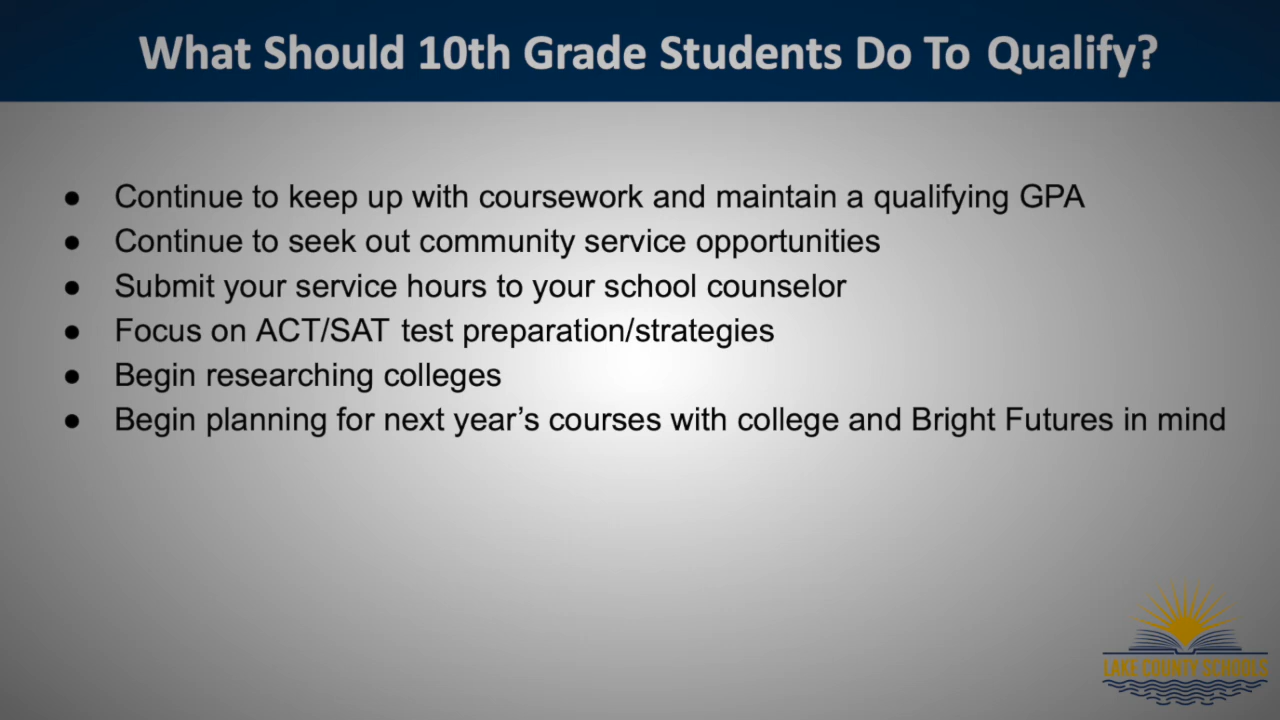 What Should 10th Grade Students Do To Qualify?
● Continue to keep up with coursework and maintain a qualifying GPA
● Continue to seek out community service opportunities
● Submit your service hours to your school counselor
● Focus on ACT/SAT test preparation/strategies
● Begin researching colleges
● Begin planning for next year’s courses with college and Bright Futures in mind
LAKE COUNTY SCHOOLS